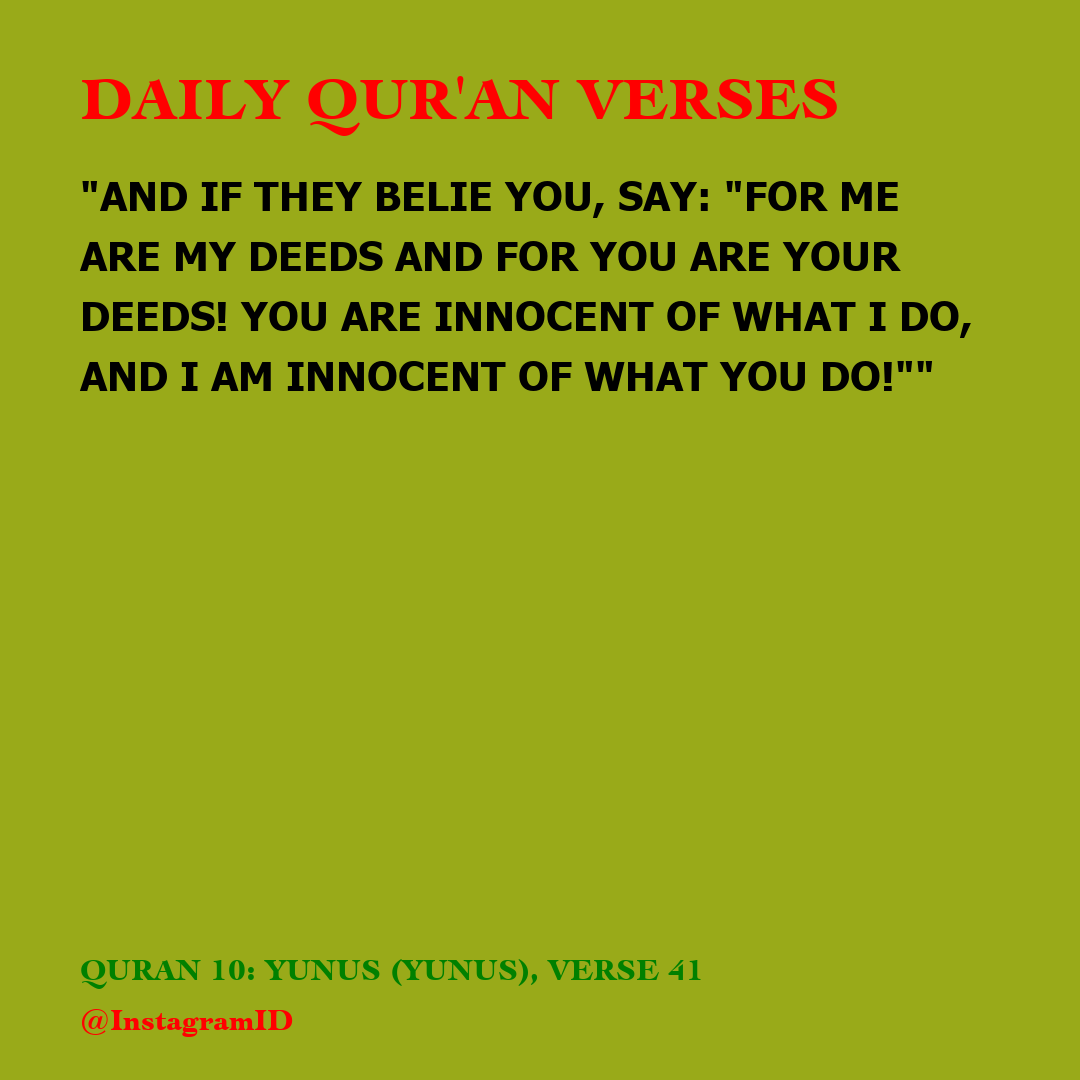 DAILY QUR'AN VERSES
"AND IF THEY BELIE YOU, SAY: "FOR ME
ARE MY DEEDS AND FOR YOU ARE YOUR
DEEDS! YOU ARE INNOCENT OF WHAT I DO,
AND I AM INNOCENT OF WHAT YOU DO!""
QURAN 10: YUNUS (YUNUS), VERSE 41
@InstagramID